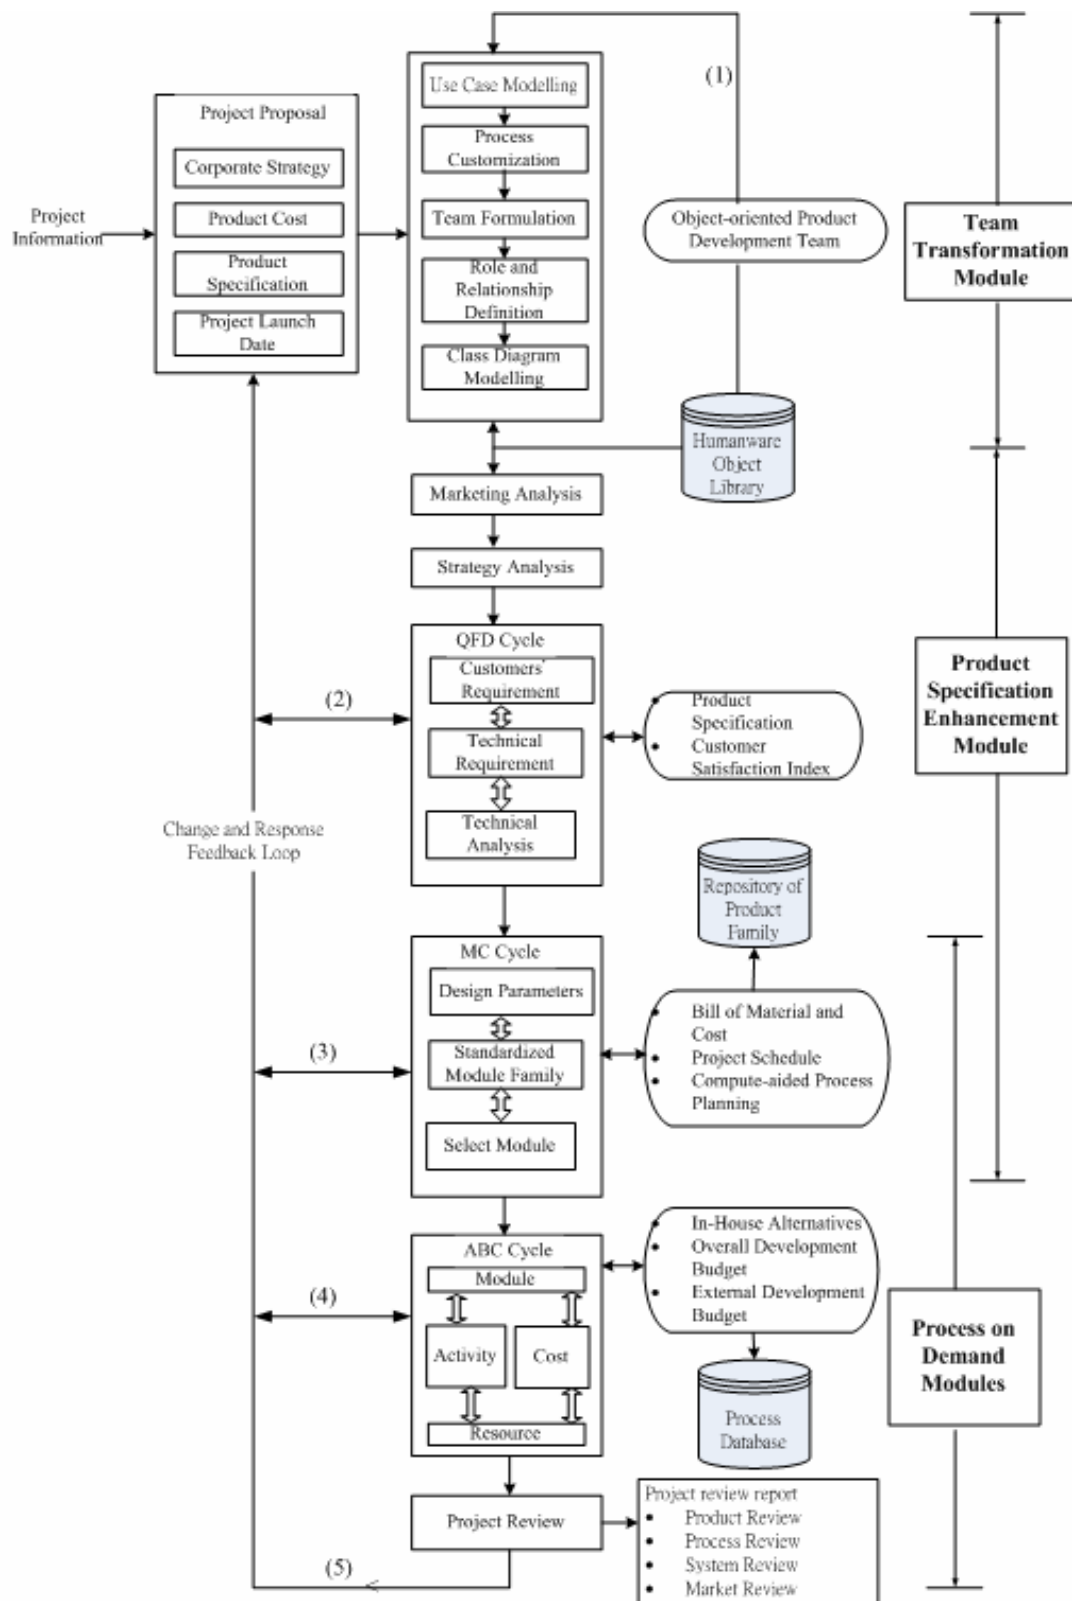 (1)
Use Case Modelling
Process
Customization
Team Formulation
Role and
Relationship
Definition
Class Diagram
Modelling
Project Proposal
Corporate Strategy
Product Cost
Product
Specification
Project Launch
Date
Project
Information
Object-oriented Product
Development Team
Team
Transformation
Module
Humanware
Object
Library
Marketing Analysis
Strategy Analysis
QFD Cycle
Customers'
Requirement
Technical
Requirement
Technical
Analysis
(2)
• Product
Specification
• Customer
Satisfaction Index
Product
Specification
Enhancement
Module
Change and Response
Feedback Loop
Repository of
Product
Family
MC Cycle
Design Parameters
Standardized
Module Family
Select Module
(3)
• Bill of Material and
Cost
• Project Schedule
• Compute-aided Process
Planning
ABC Cycle
Module
Activity
Cost
Resource
(4)
• In-House Alternatives
• Overall Development
Budget
• External Development
Budget
Process on
Demand
Modules
Process
Database
Project Review
Project review report
• Product Review
• Process Review
• System Review
• Market Review
(5)